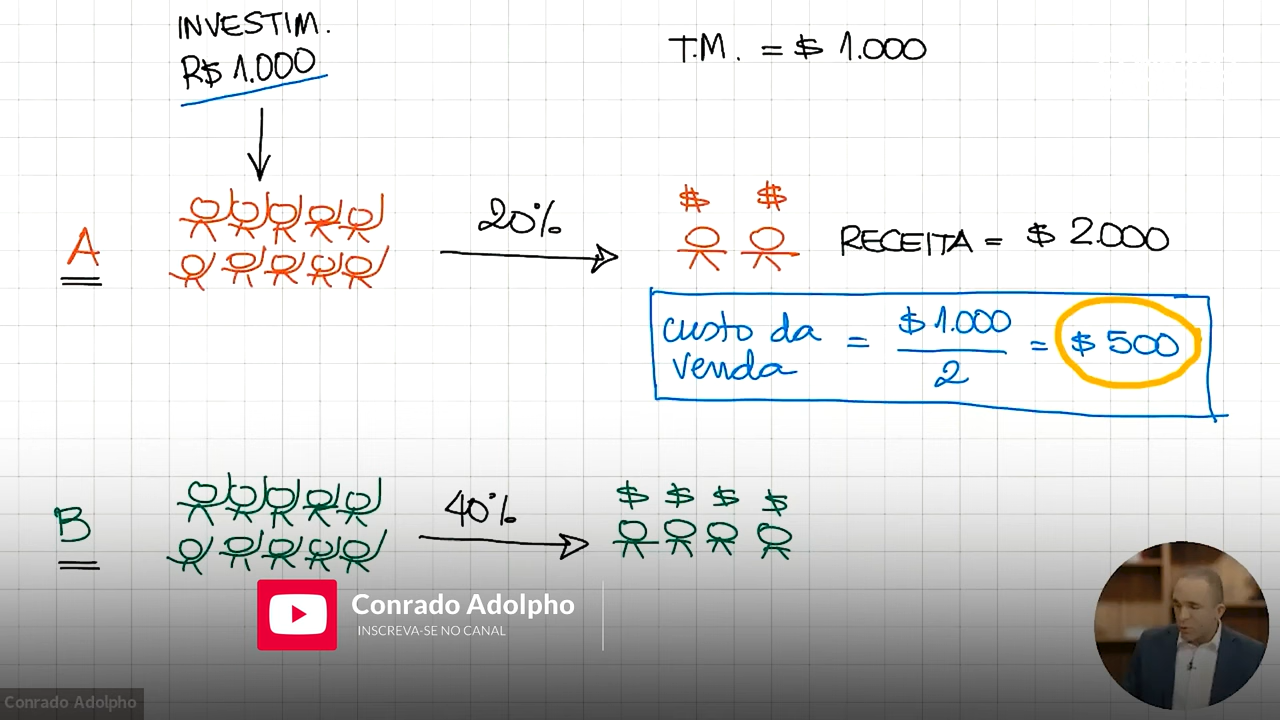 INVESTIM.
R$ 1.000
T.M. = $ 1.000
A
20%
$ $
RECEITA = $ 2.000
custo da venda = $ 1.000 / 2 = $ 500
B
40%
$ $ $ $
Conrado Adolpho
INSCREVA-SE NO CANAL
Conrado Adolpho